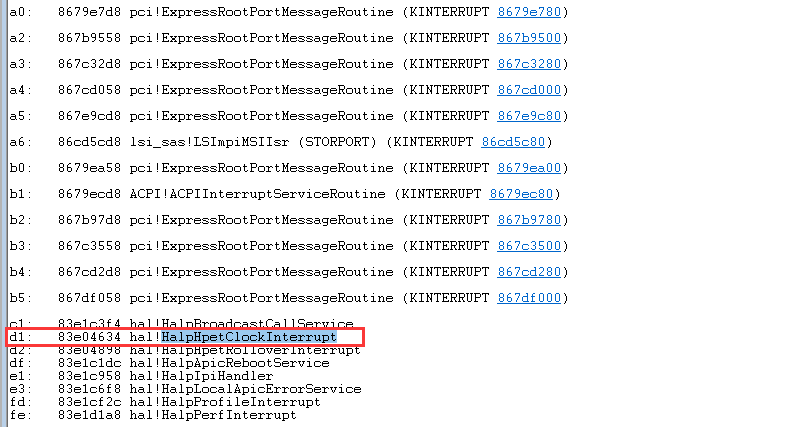 a0:   8679e7d8 pci!ExpressRootPortMessageRoutine (KINTERRUPT 8679e780)
a2:   867b9558 pci!ExpressRootPortMessageRoutine (KINTERRUPT 867b9500)
a3:   867c32d8 pci!ExpressRootPortMessageRoutine (KINTERRUPT 867c3280)
a4:   867cd058 pci!ExpressRootPortMessageRoutine (KINTERRUPT 867cd000)
a5:   867e9cd8 pci!ExpressRootPortMessageRoutine (KINTERRUPT 867e9c80)
a6:   86cd5cd8 lsi_sas!LSImpiMSIIsr (STORPORT) (KINTERRUPT 86cd5c80)
b0:   8679ea58 pci!ExpressRootPortMessageRoutine (KINTERRUPT 8679ea00)
b1:   8679ecd8 ACPI!ACPIInterruptServiceRoutine (KINTERRUPT 8679ec80)
b2:   867b97d8 pci!ExpressRootPortMessageRoutine (KINTERRUPT 867b9780)
b3:   867c3558 pci!ExpressRootPortMessageRoutine (KINTERRUPT 867c3500)
b4:   867cd2d8 pci!ExpressRootPortMessageRoutine (KINTERRUPT 867cd280)
b5:   867df058 pci!ExpressRootPortMessageRoutine (KINTERRUPT 867df000)
c1:   83e1c3f4 hal!HalpBroadcastCallService
d1:   83e04634 hal!HalpHpetClockInterrupt
d2:   83e04898 hal!HalpHpetRolloverInterrupt
df:   83e1c1dc hal!HalpApicRebootService
e1:   83e1c958 hal!HalpIpiHandler
e3:   83e1c6f8 hal!HalpLocalApicErrorService
fd:   83e1cf2c hal!HalpProfileInterrupt
fe:   83e1d1a8 hal!HalpPerfInterrupt